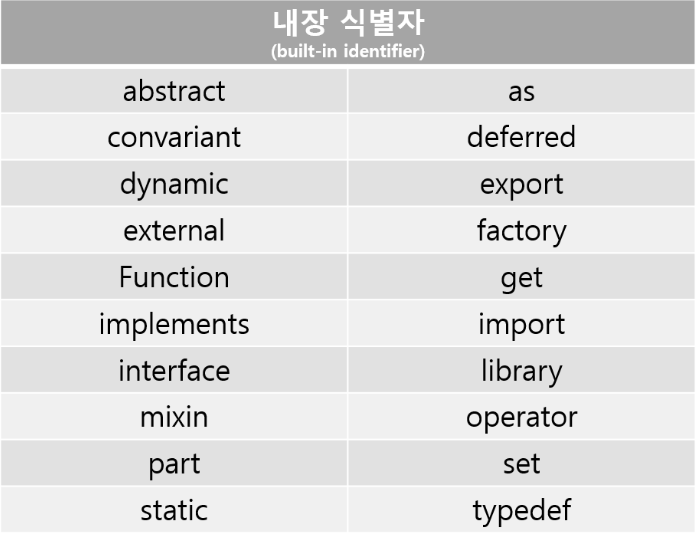 내장 식별자
(built-in identifier)
abstract as
convariant deferred
dynamic export
external factory
Function get
implements import
interface library
mixin operator
part set
static typedef